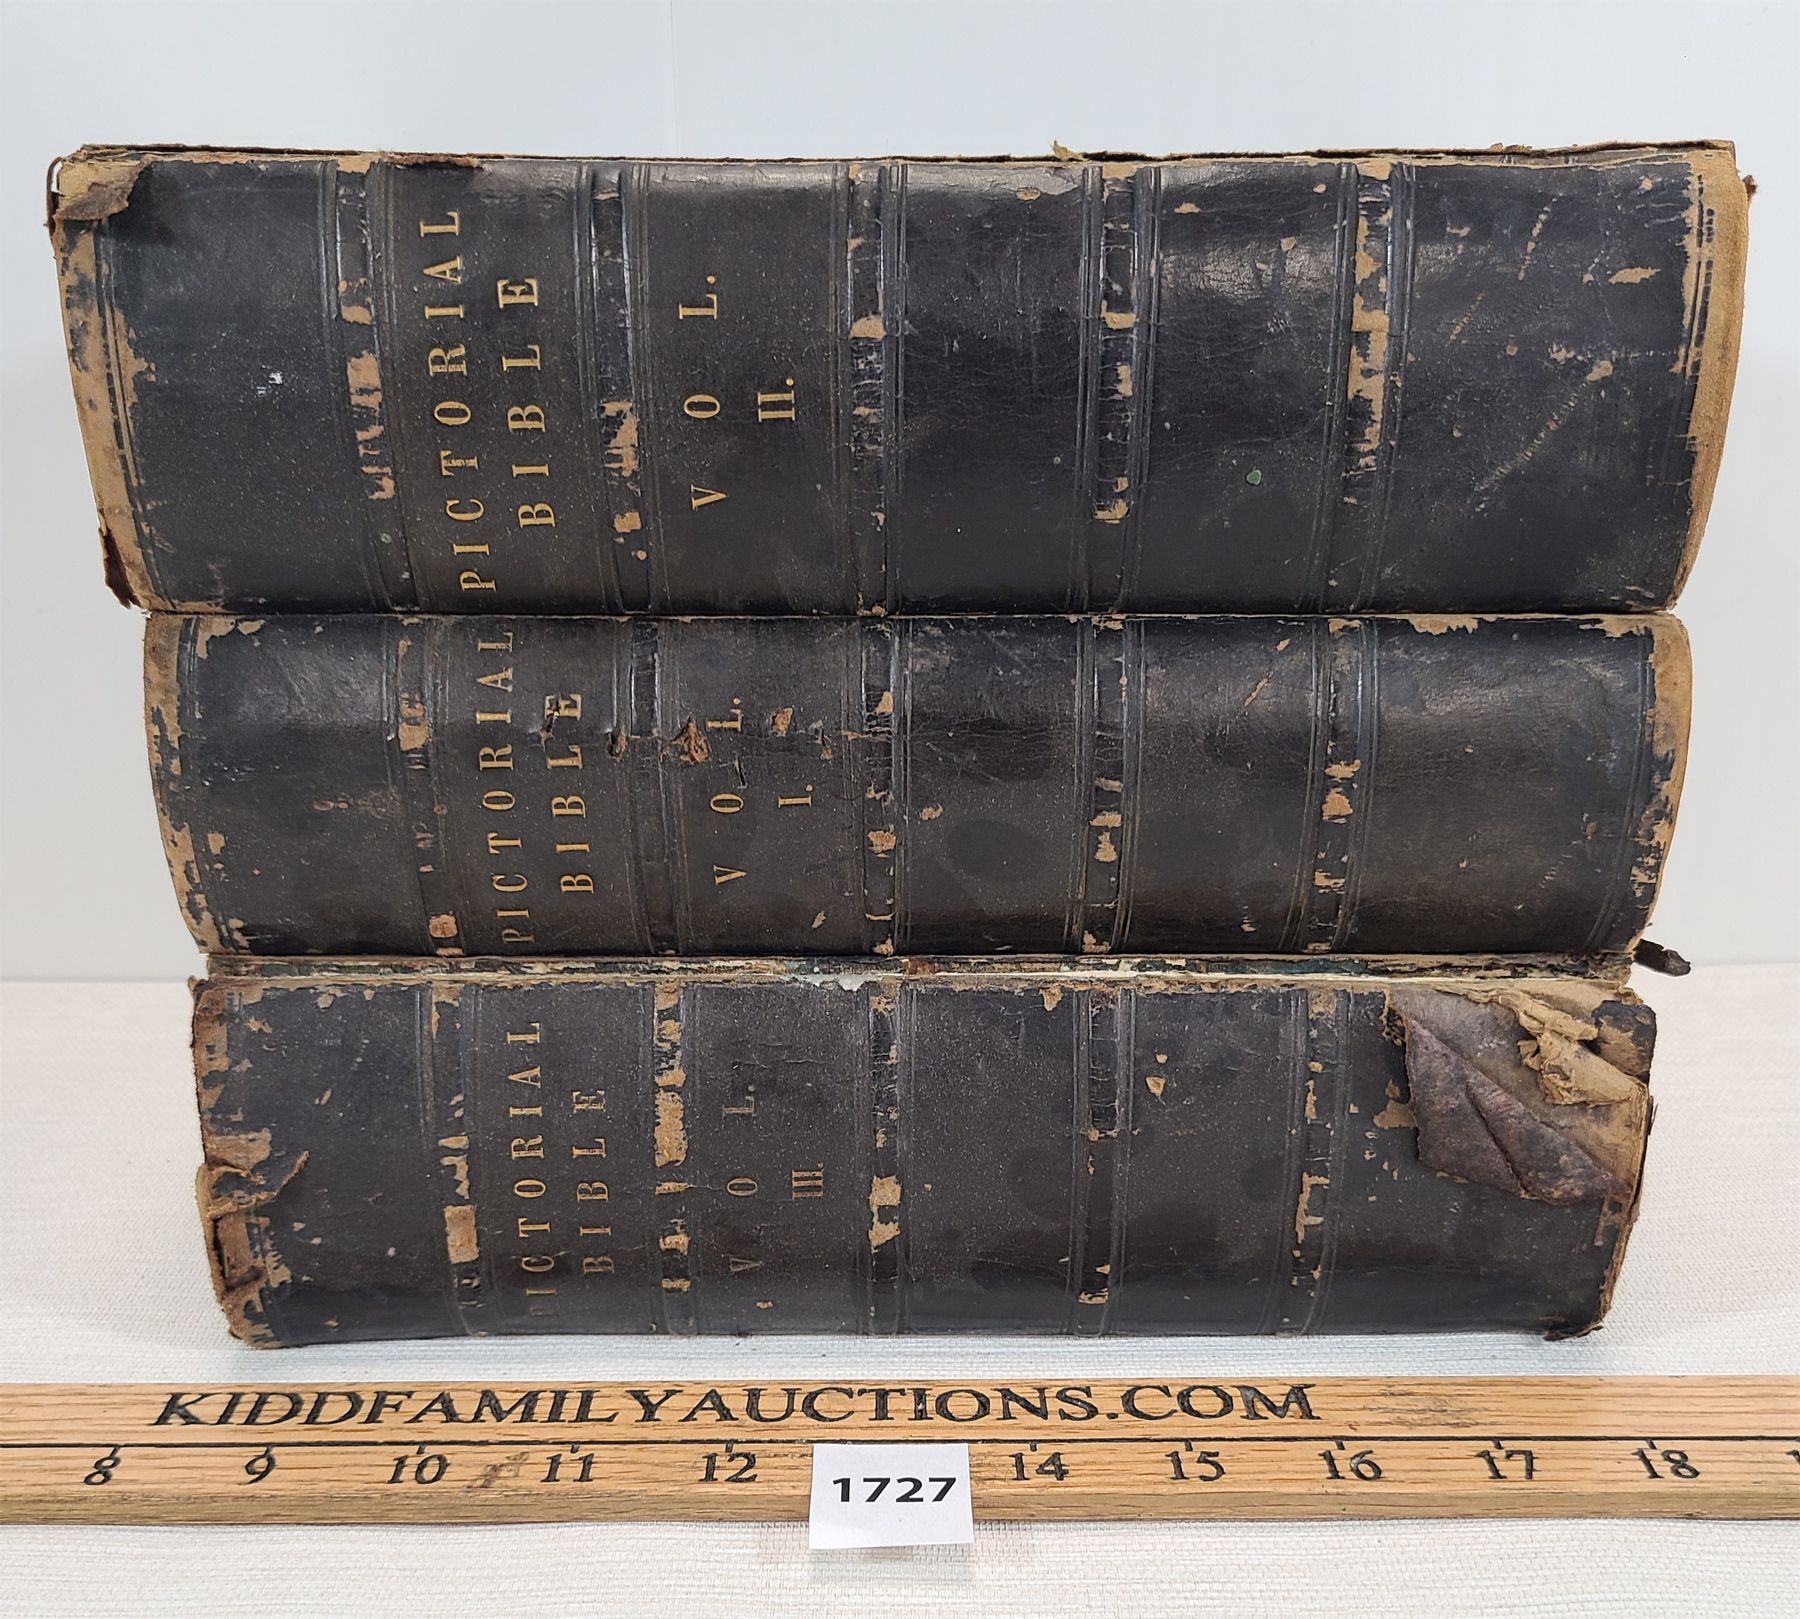 PICTORIAL
BIBLE
VOL.
II.
PICTORIAL
BIBLE
VOL.
I.
PICTORIAL
BIBLE
VOL.
III.
KIDDFAMILYAUCTIONS.COM
8 9 10 11 12 14 15 16 17 18
1727